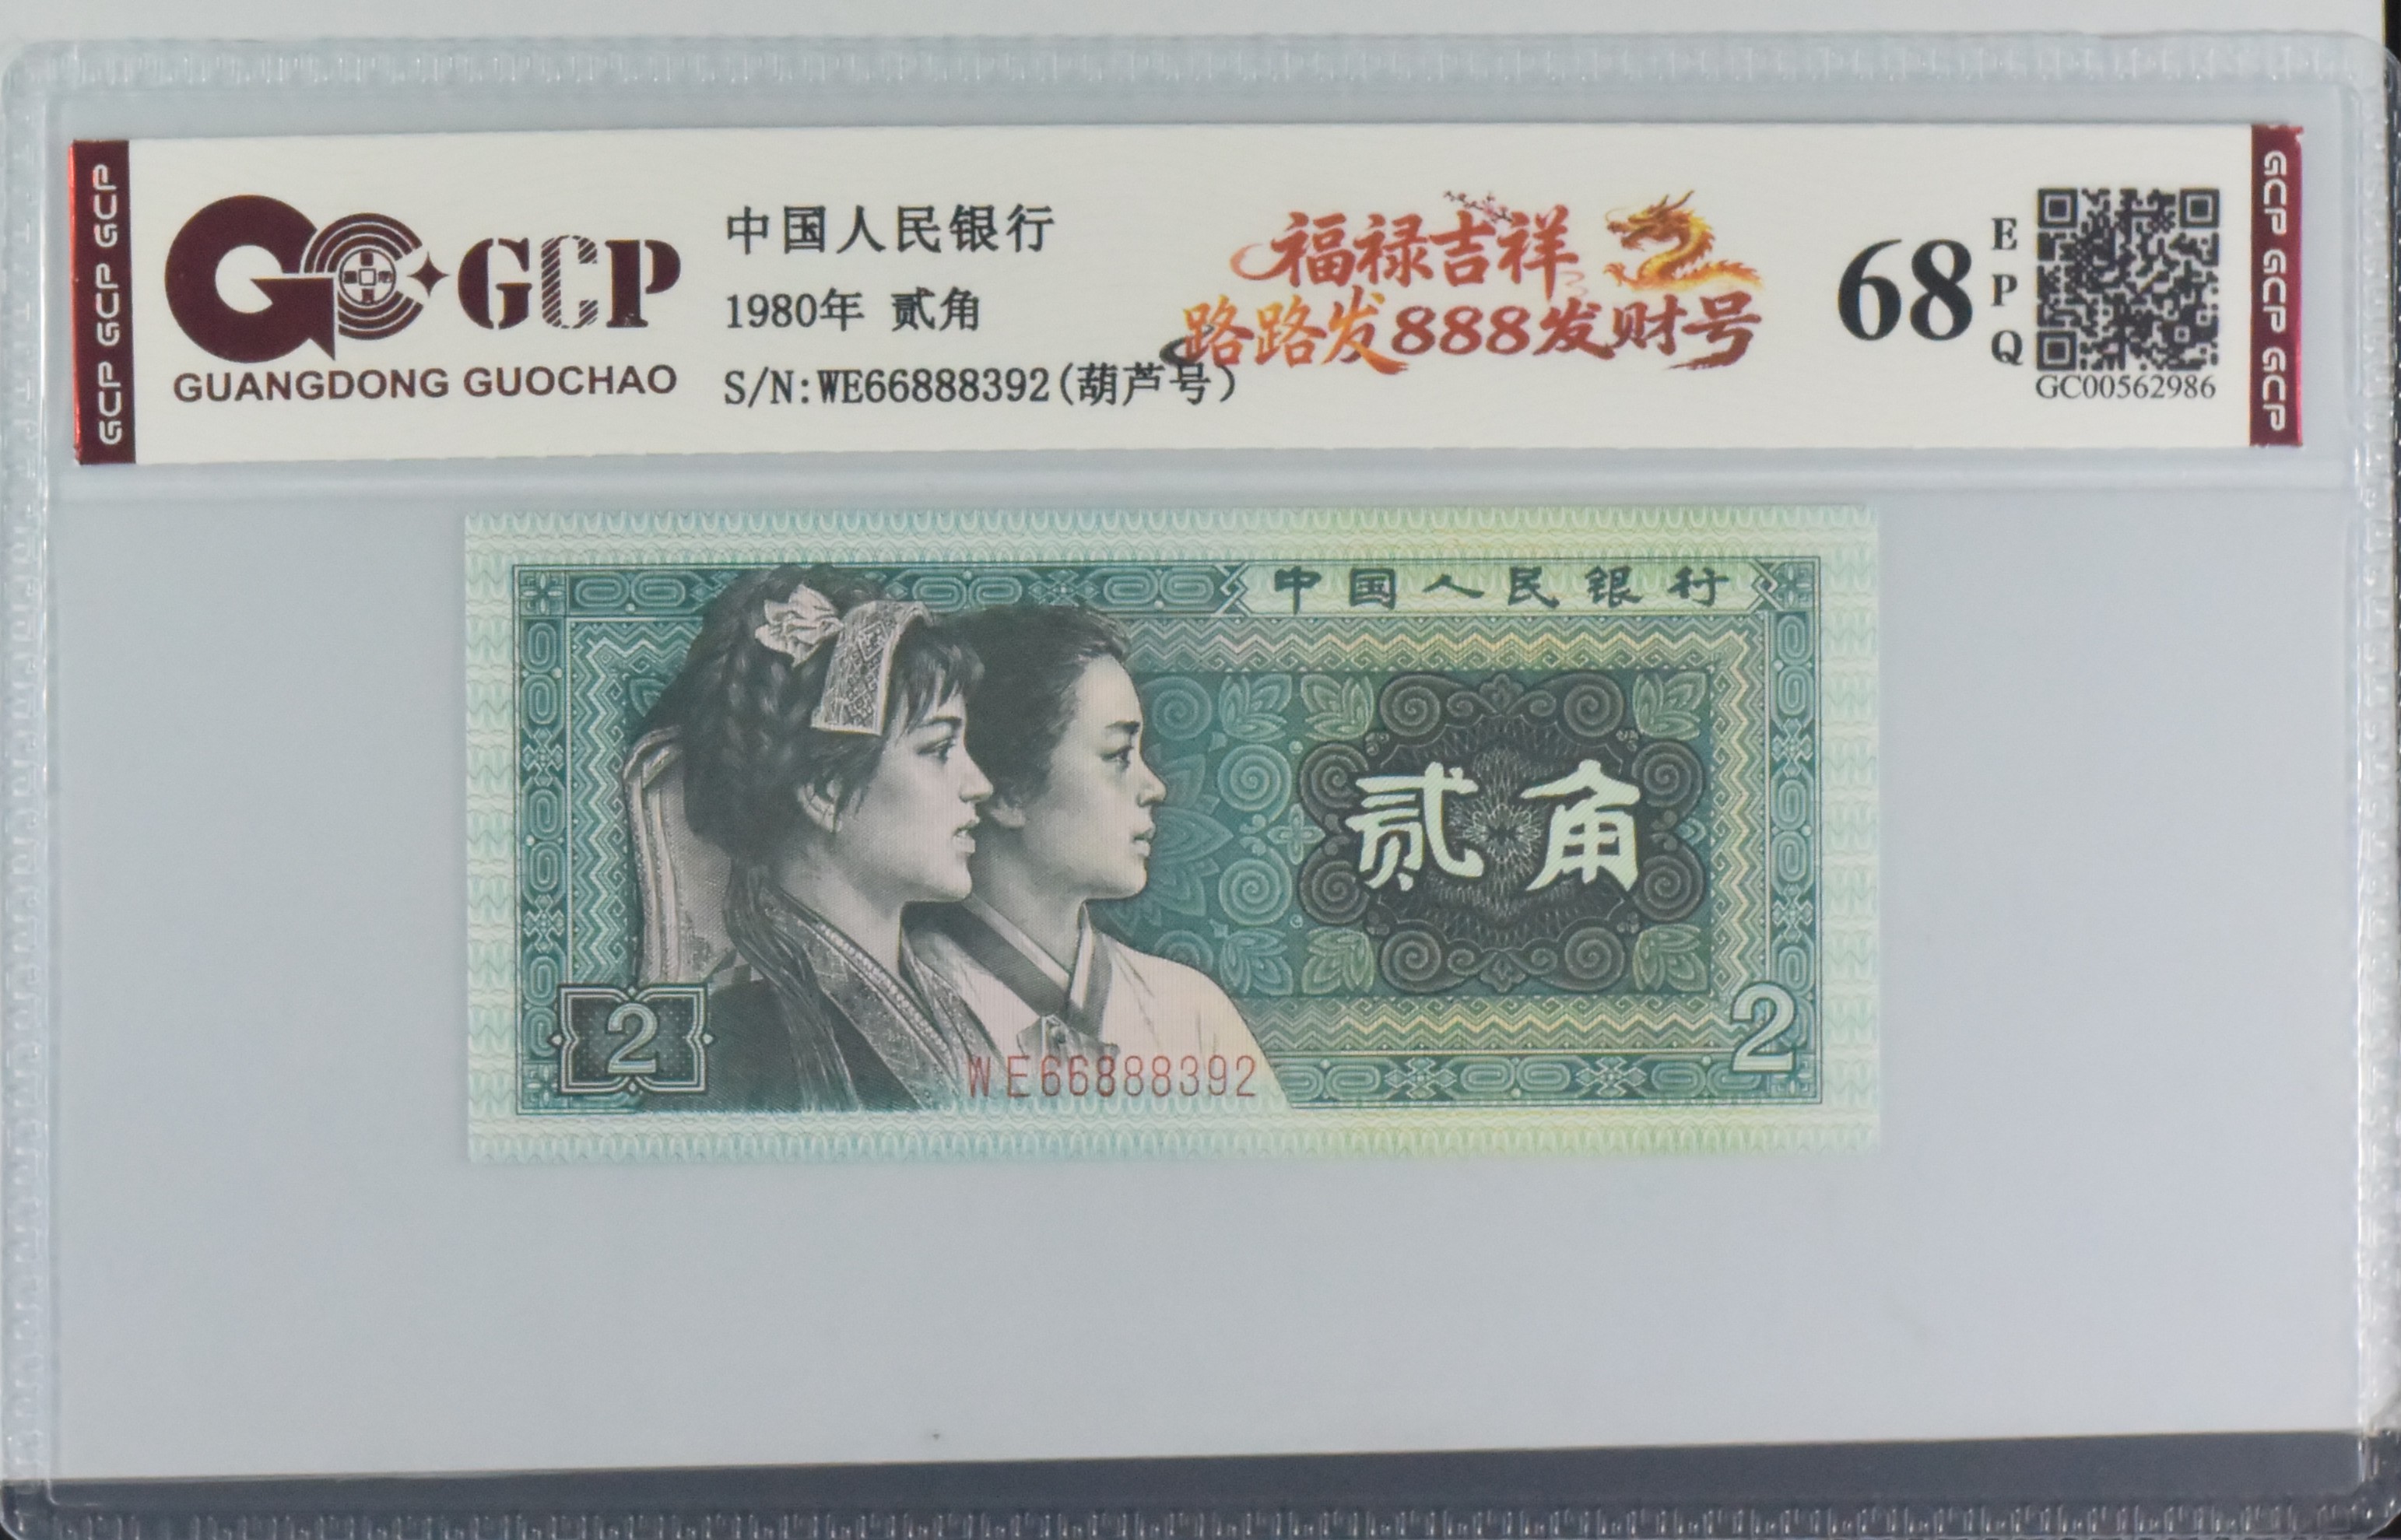 GCP GCP GCP
GCP
GUANGDONG GUOCHAO
中国人民银行
1980年 贰角
S/N:WE66888392(葫芦号)
福禄吉祥
路路发888发财号
68
E
P
Q
GC00562986
GCP GCP GCP
中国人民银行
贰角
2
2
WE66888392